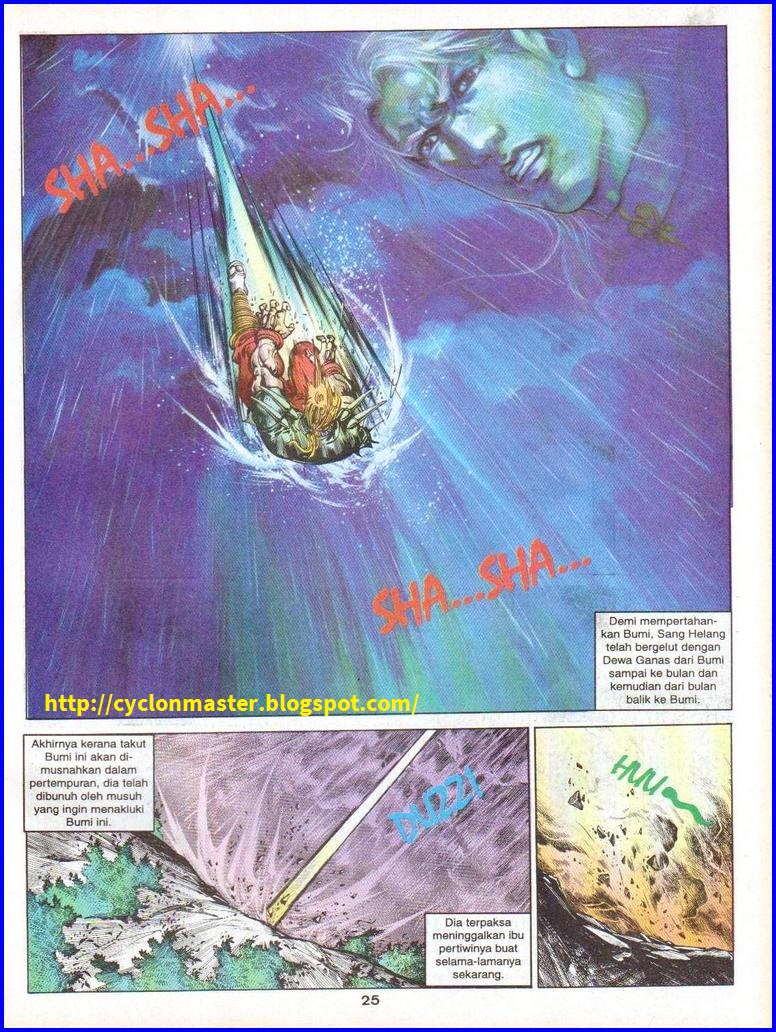 SHA...SHA...
SHA...SHA...
Demi mempertahan-
kan Bumi, Sang Helang
telah bergelut dengan
Dewa Ganas dari Bumi
sampai ke bulan dan
kemudian dari bulan
balik ke Bumi.
http://cyclonmaster.blogspot.com/
Akhirnya kerana takut
Bumi ini akan di-
musnahkan dalam
pertempuran, dia telah
dibunuh oleh musuh
yang ingin menakluki
Bumi ini.
DUZZ!
Dia terpaksa
meninggalkan ibu
pertiwinya buat
selama-lamanya
sekarang.
25